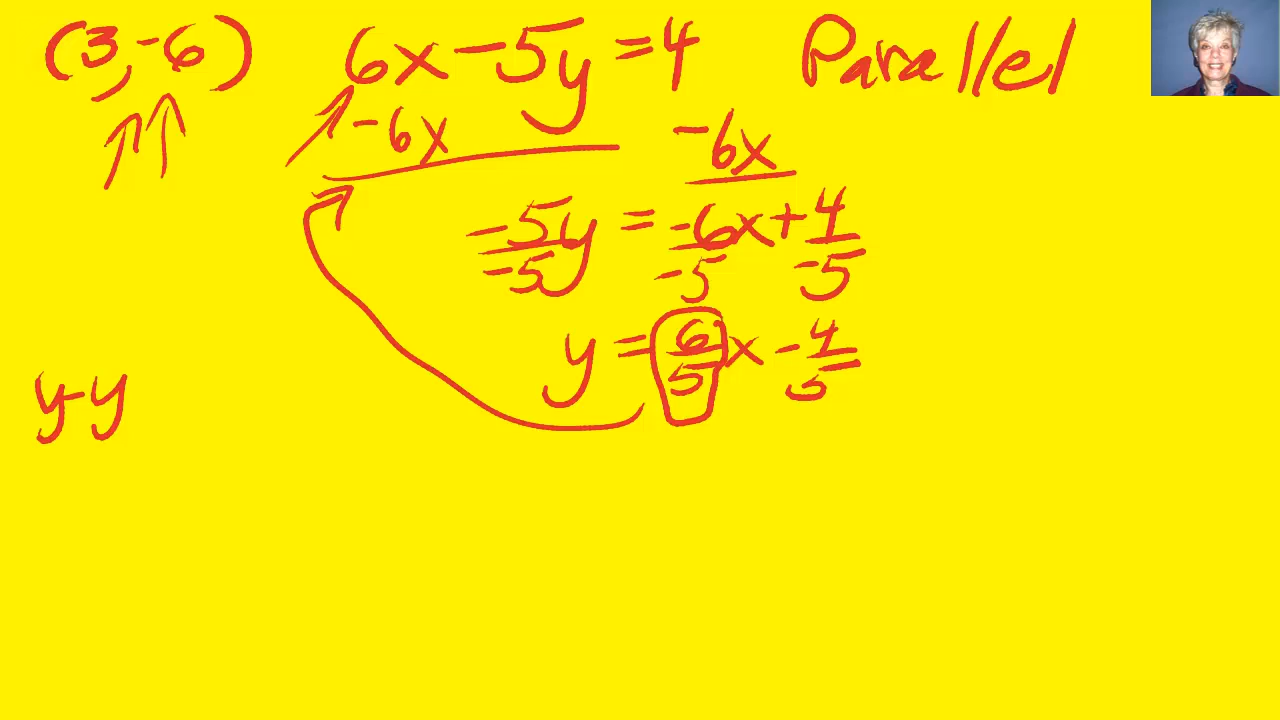 (3,-6) 6x-5y=4 Parallel
-6x -6x
-5y = -6x+4
-5 -5 -5
y = 6/5 x - 4/5
y-y